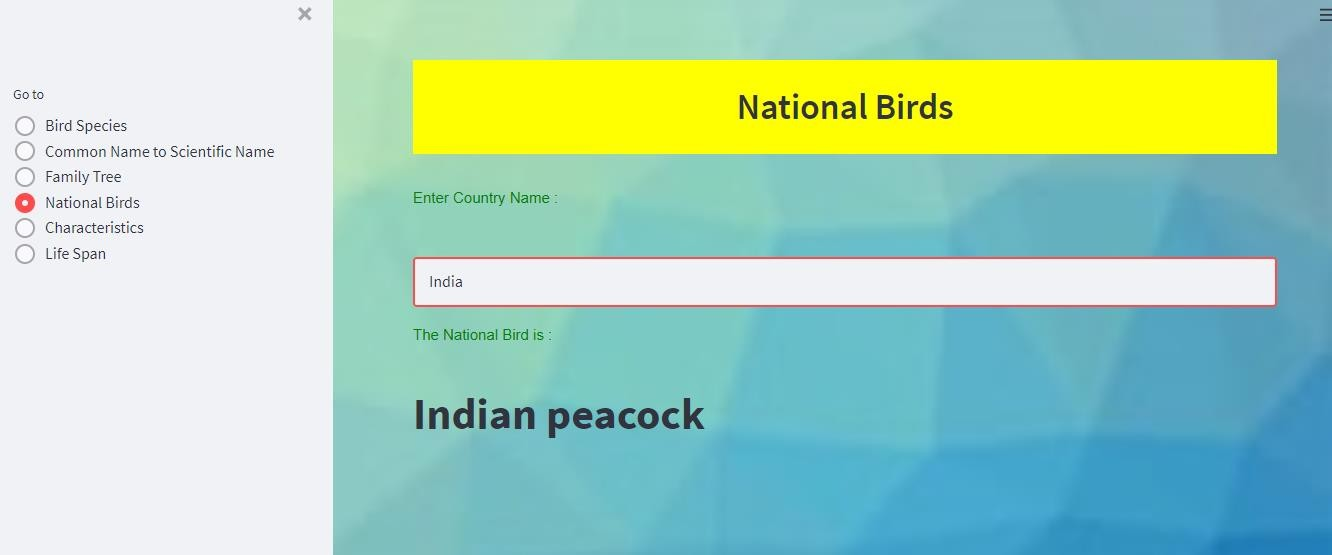 Go to
Bird Species
Common Name to Scientific Name
Family Tree
National Birds
Characteristics
Life Span
National Birds
Enter Country Name :
India
The National Bird is :
Indian peacock